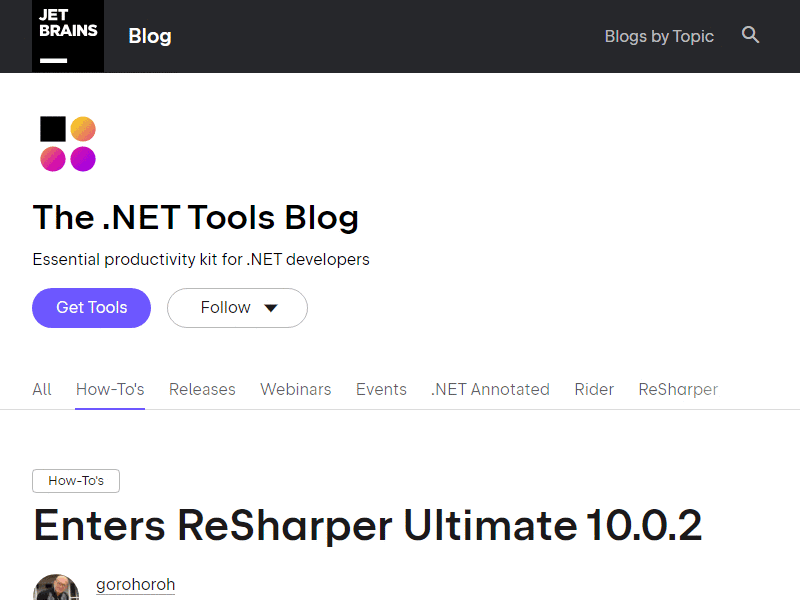 JET
BRAINS
Blog
Blogs by Topic
The .NET Tools Blog
Essential productivity kit for .NET developers
Get Tools
Follow
All How-To's Releases Webinars Events .NET Annotated Rider ReSharper
How-To's
Enters ReSharper Ultimate 10.0.2
gorohoroh